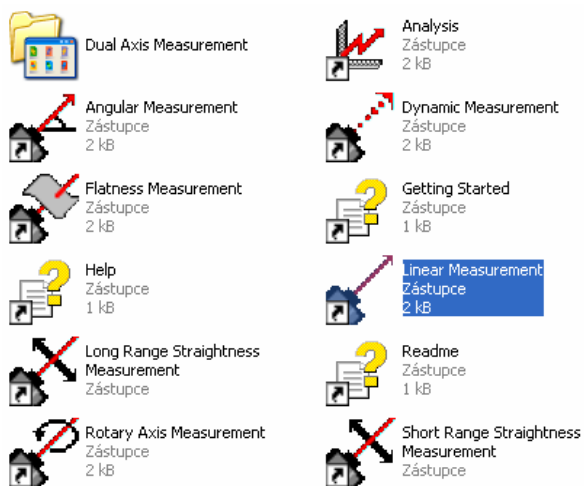 Dual Axis Measurement
Analysis
Zástupce
2 kB
Angular Measurement
Zástupce
2 kB
Dynamic Measurement
Zástupce
2 kB
Flatness Measurement
Zástupce
2 kB
Getting Started
Zástupce
1 kB
Help
Zástupce
1 kB
Linear Measurement
Zástupce
2 kB
Long Range Straightness
Measurement
Zástupce
Readme
Zástupce
1 kB
Rotary Axis Measurement
Zástupce
2 kB
Short Range Straightness
Measurement
Zástupce